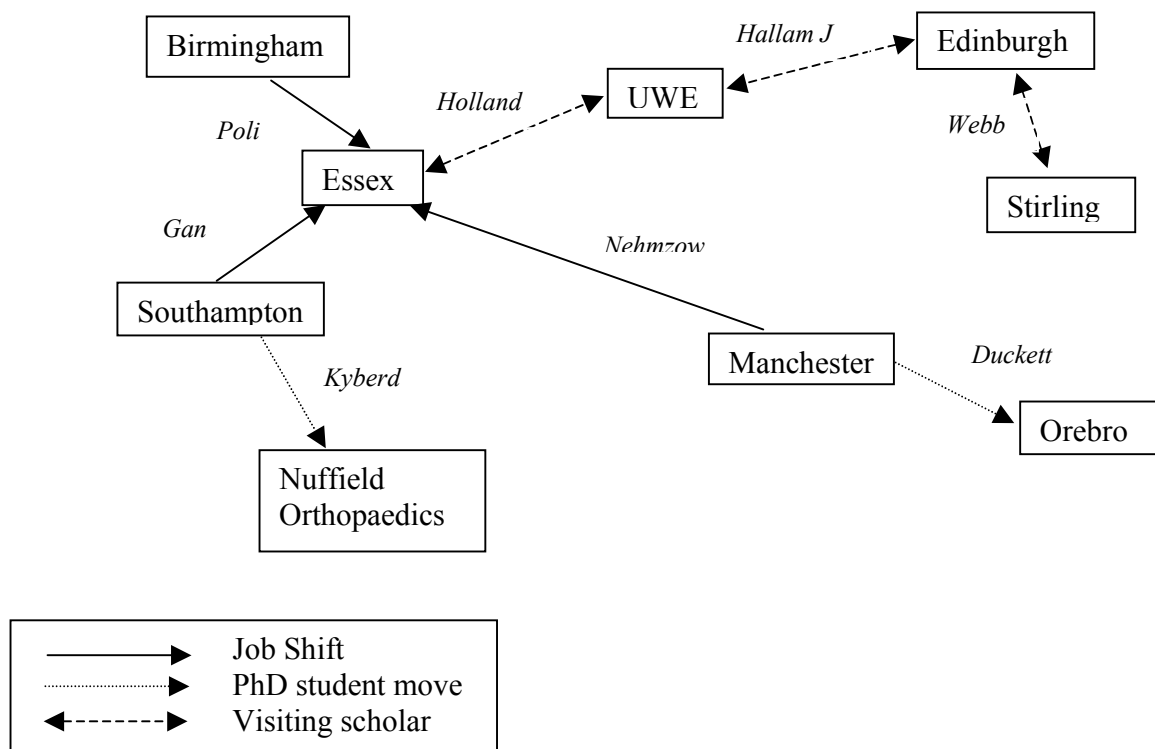 Birmingham
Hallam J
Edinburgh
Holland
UWE
Poli
Webb
Essex
Stirling
Gan
Nehmzow
Southampton
Manchester
Duckett
Kyberd
Orebro
Nuffield
Orthopaedics
Job Shift
PhD student move
Visiting scholar